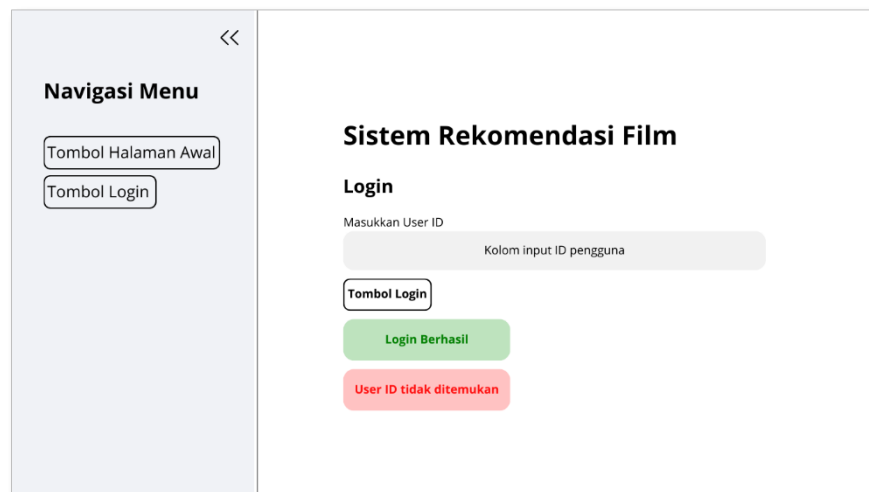 <<
Navigasi Menu
Tombol Halaman Awal
Tombol Login
Sistem Rekomendasi Film
Login
Masukkan User ID
Kolom input ID pengguna
Tombol Login
Login Berhasil
User ID tidak ditemukan